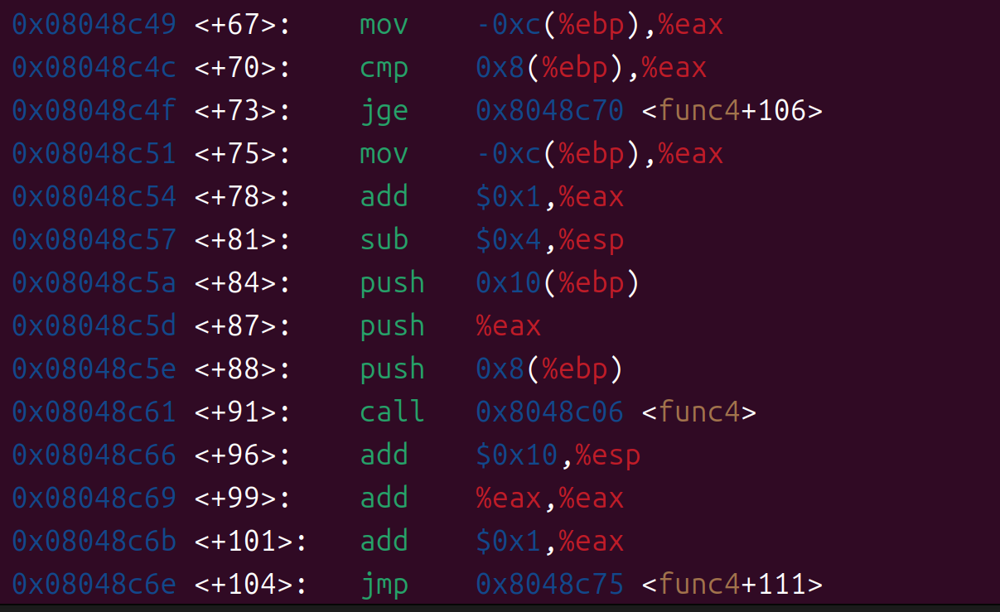 0x08048c49 <+67>: mov -0xc(%ebp),%eax
0x08048c4c <+70>: cmp 0x8(%ebp),%eax
0x08048c4f <+73>: jge 0x8048c70 <func4+106>
0x08048c51 <+75>: mov -0xc(%ebp),%eax
0x08048c54 <+78>: add $0x1,%eax
0x08048c57 <+81>: sub $0x4,%esp
0x08048c5a <+84>: push 0x10(%ebp)
0x08048c5d <+87>: push %eax
0x08048c5e <+88>: push 0x8(%ebp)
0x08048c61 <+91>: call 0x8048c06 <func4>
0x08048c66 <+96>: add $0x10,%esp
0x08048c69 <+99>: add %eax,%eax
0x08048c6b <+101>: add $0x1,%eax
0x08048c6e <+104>: jmp 0x8048c75 <func4+111>